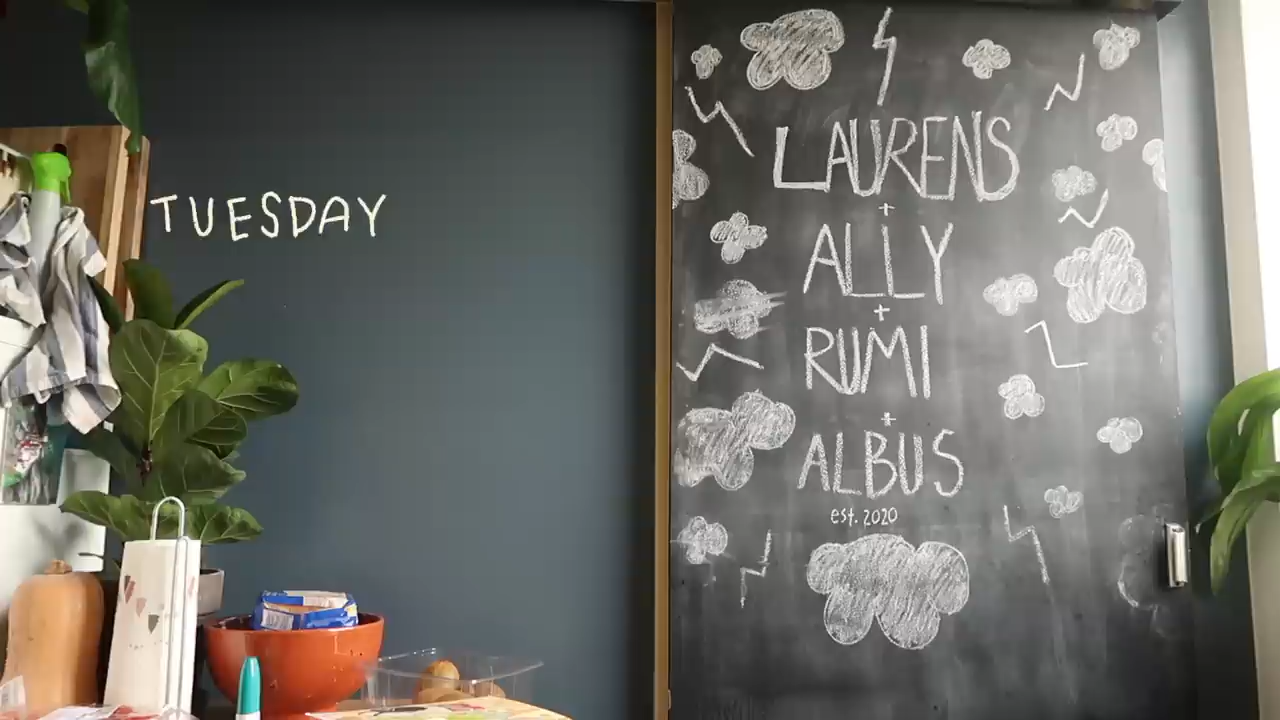 TUESDAY
LAURENS
+
ALLY
+
RUMI
+
ALBUS
est. 2020